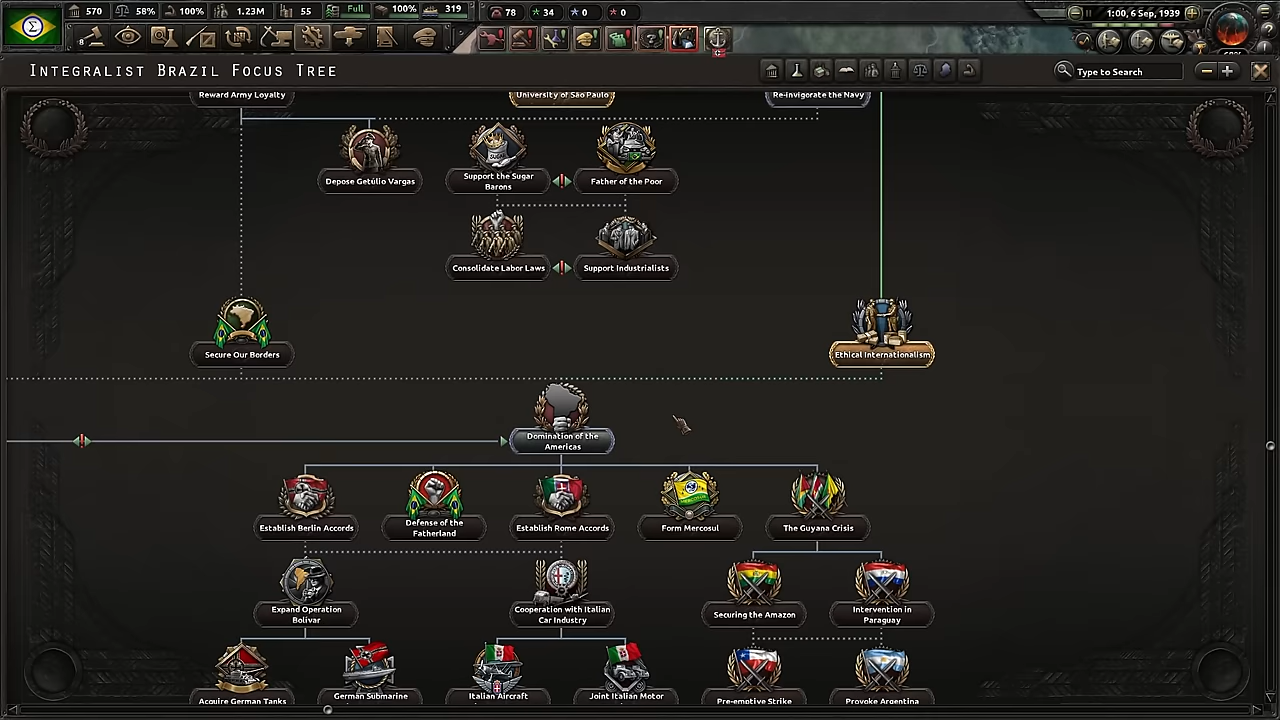 570
58%
100%
1.23M
55
Full
100%
319
78
34
0
0
1:00, 6 Sep, 1939
8
INTEGRALIST BRAZIL FOCUS TREE
Type to Search
Reward Army Loyalty
University of São Paulo
Re-invigorate the Navy
Depose Getúlio Vargas
Support the Sugar
Barons
Father of the Poor
Consolidate Labor Laws
Support Industrialists
Secure Our Borders
Ethical Internationalism
Domination of the
Americas
Establish Berlin Accords
Defense of the
Fatherland
Establish Rome Accords
Form Mercosul
The Guyana Crisis
Expand Operation
Bolivar
Cooperation with Italian
Car Industry
Securing the Amazon
Intervention in
Paraguay
Acquire German Tanks
German Submarine
Italian Aircraft
Joint Italian Motor
Pre-emptive Strike
Provoke Argentina